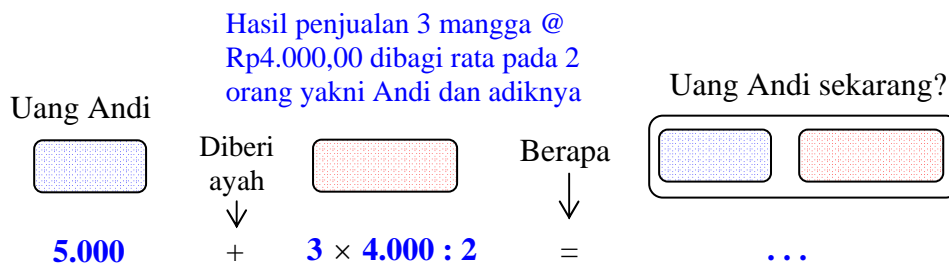 Hasil penjualan 3 mangga @
Rp4.000,00 dibagi rata pada 2
orang yakni Andi dan adiknya
Uang Andi sekarang?
Uang Andi
Diberi
ayah
Berapa
5.000 + 3 × 4.000 : 2 = . . .